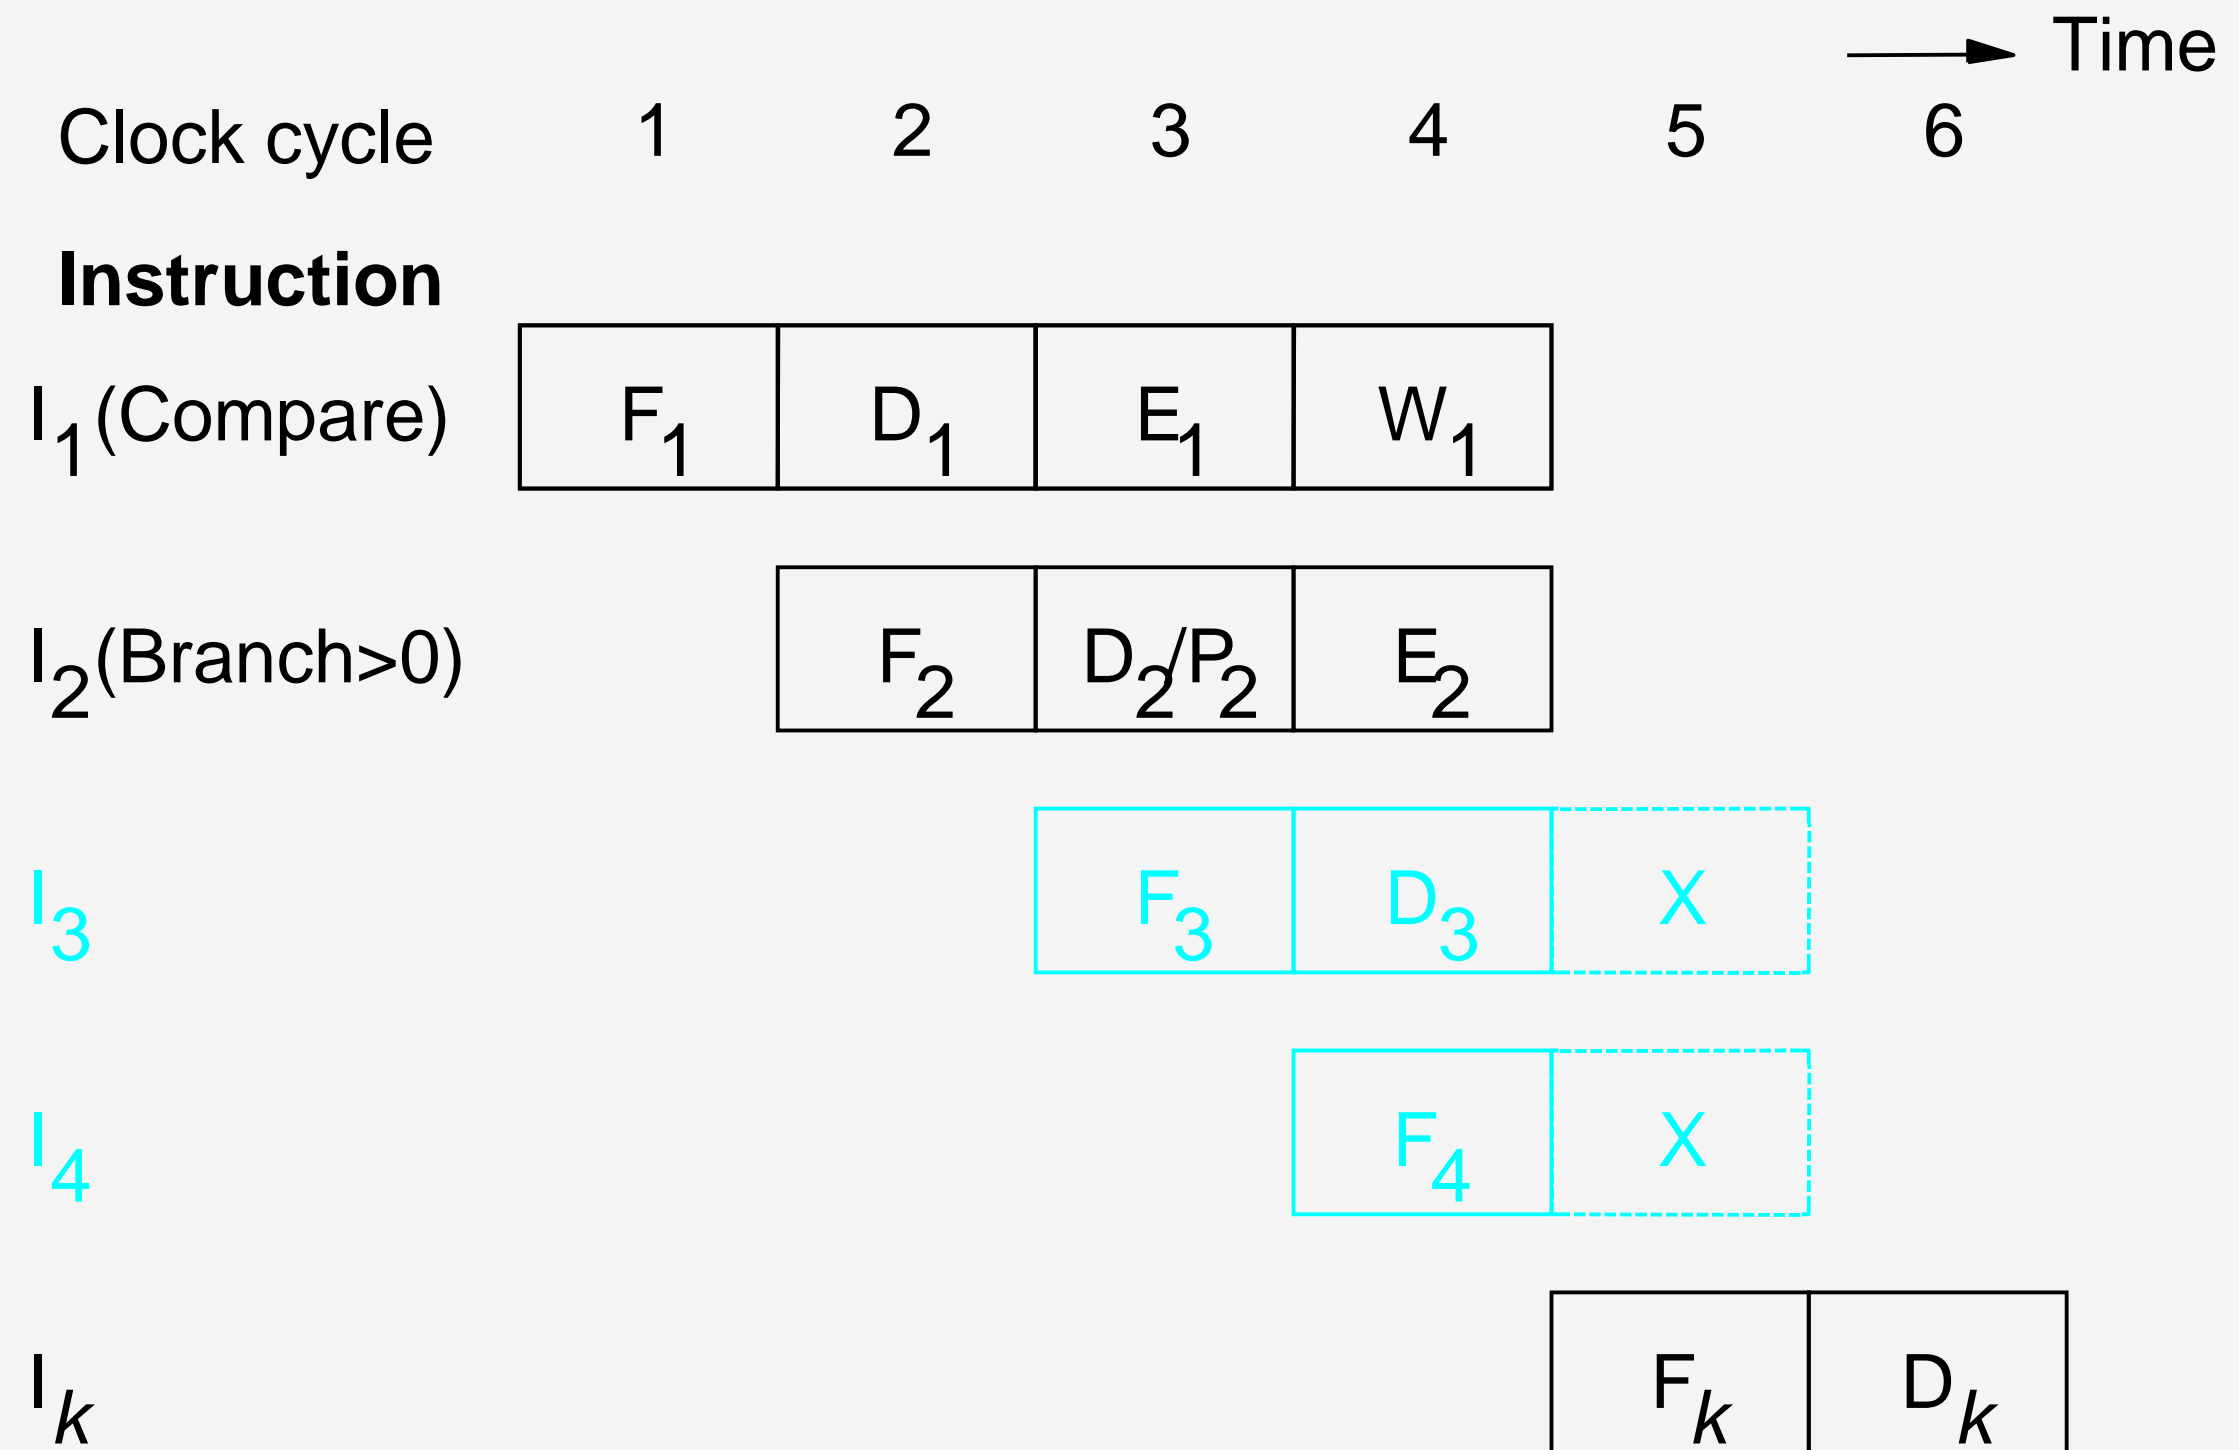 Time
Clock cycle 1 2 3 4 5 6
Instruction
I1 (Compare) F1 D1 E1 W1
I2 (Branch>0) F2 D2/P2 E2
I3 F3 D3 X
I4 F4 X
Ik Fk Dk